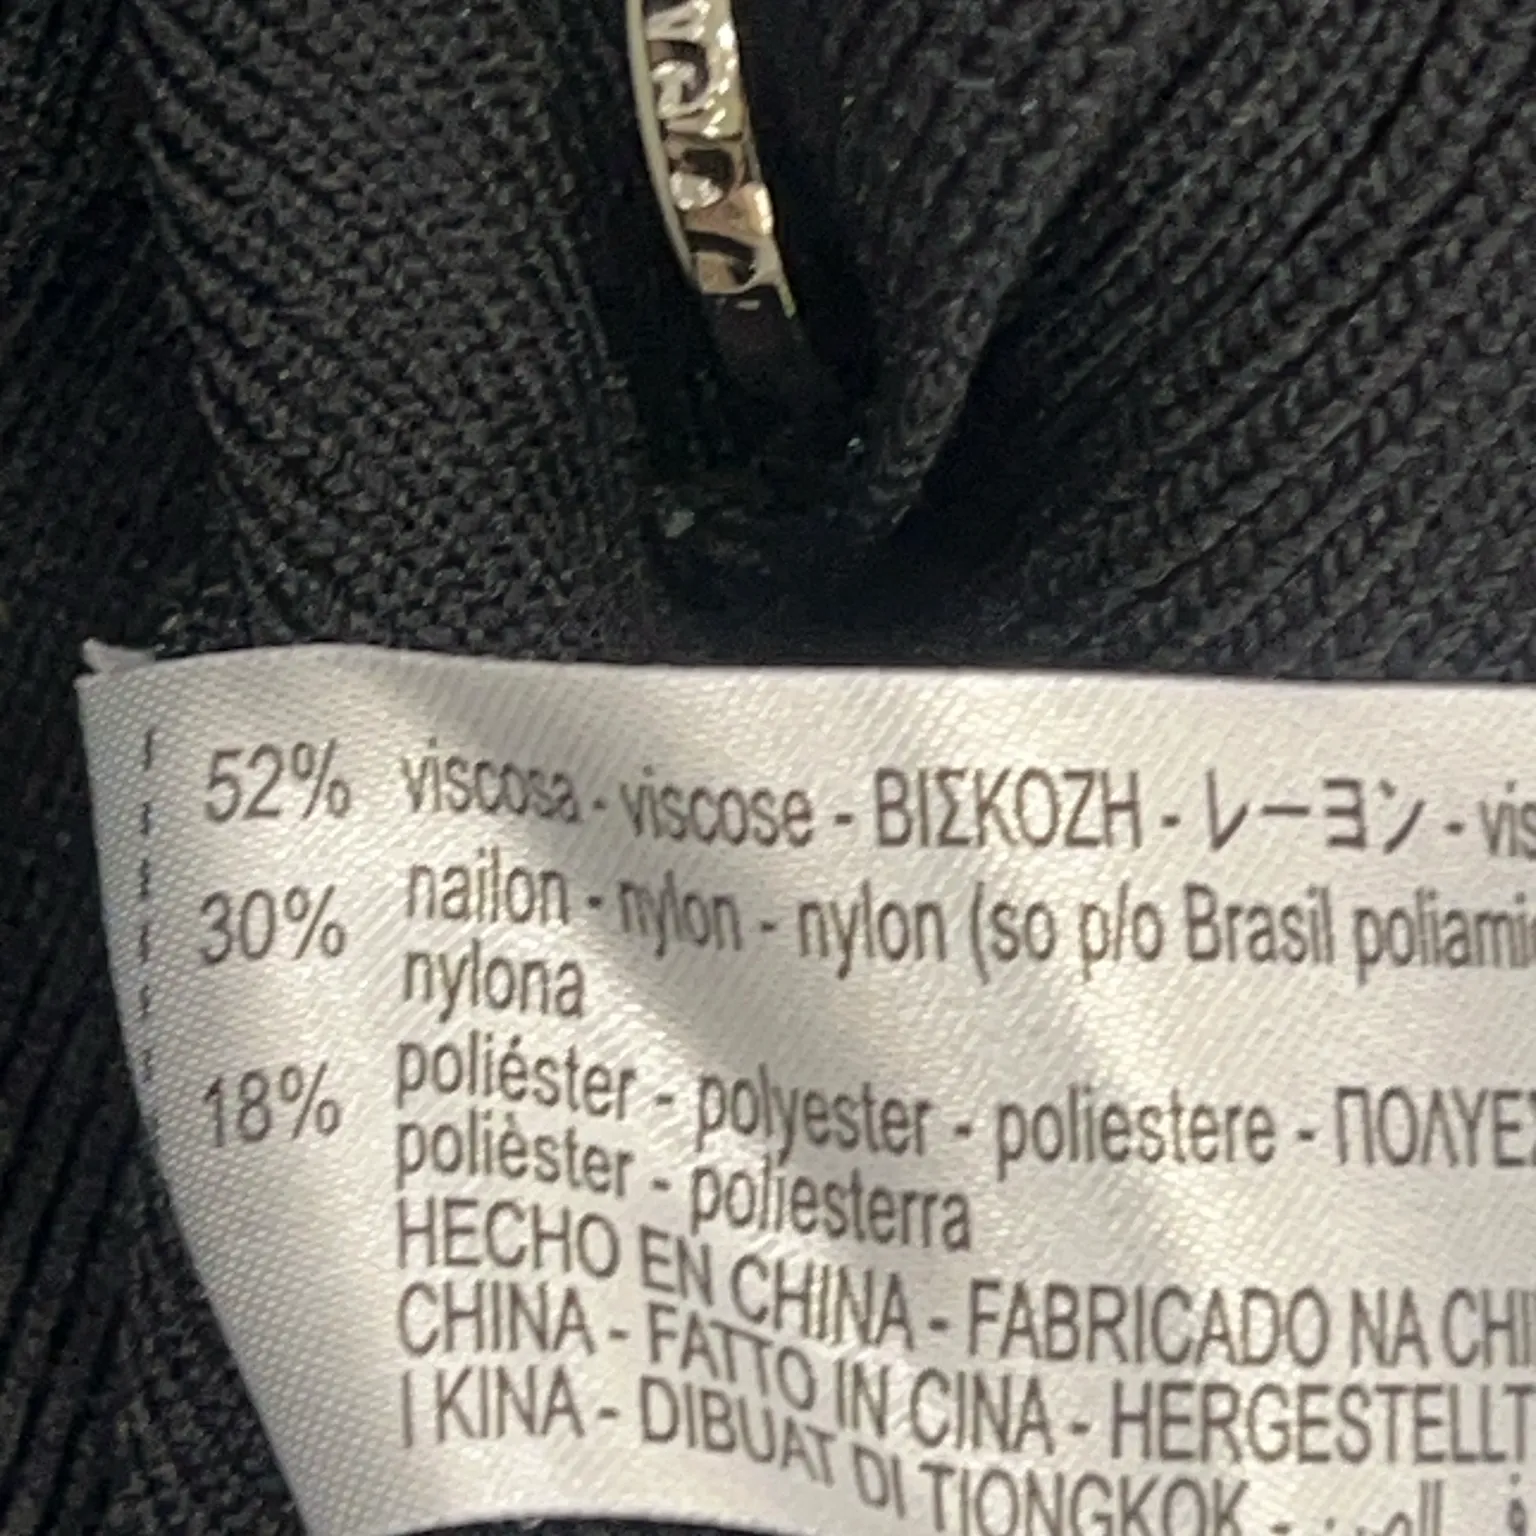 52% viscosa - viscose - ΒΙΣΚΟΖΗ - レーヨン - vis
30% nailon - nylon - nylon (so p/o Brasil poliami
nylona
18% poliéster - polyester - poliestere - ΠΟΛΥΕΣ
polièster - poliesterra
HECHO EN CHINA - FABRICADO NA CHI
CHINA - FATTO IN CINA - HERGESTELLT
I KINA - DIBUAT DI TIONGKOK -